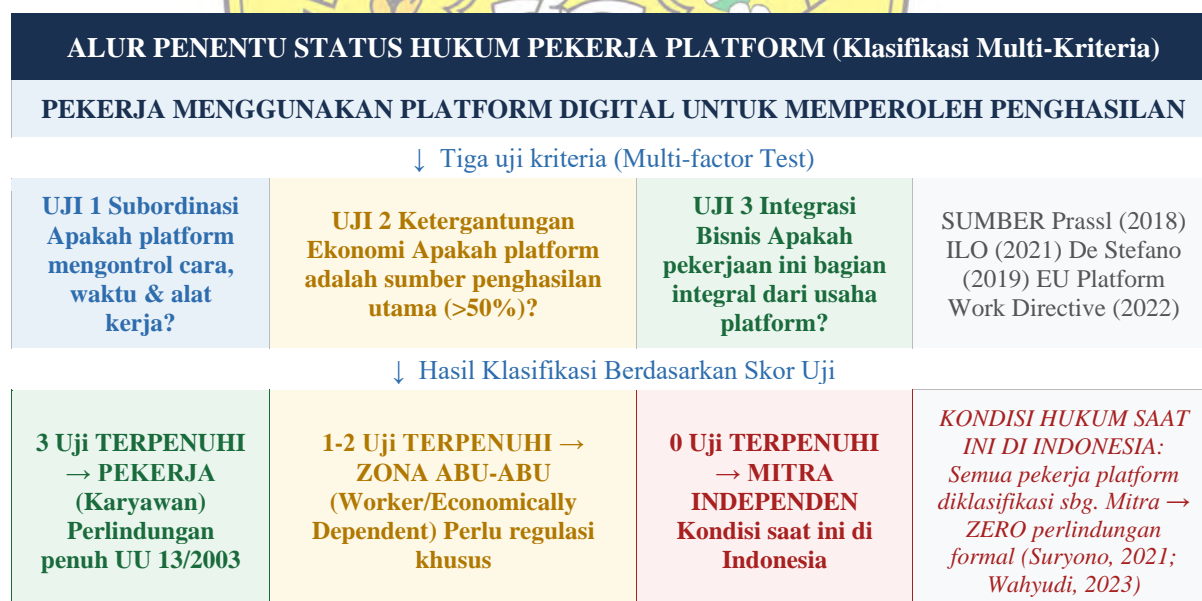 ALUR PENENTU STATUS HUKUM PEKERJA PLATFORM (Klasifikasi Multi-Kriteria)
PEKERJA MENGGUNAKAN PLATFORM DIGITAL UNTUK MEMPEROLEH PENGHASILAN
↓ Tiga uji kriteria (Multi-factor Test)
UJI 1 Subordinasi
Apakah platform
mengontrol cara,
waktu & alat
kerja?
UJI 2 Ketergantungan
Ekonomi Apakah platform
adalah sumber penghasilan
utama (>50%)?
UJI 3 Integrasi
Bisnis Apakah
pekerjaan ini bagian
integral dari usaha
platform?
SUMBER Prassl (2018)
ILO (2021) De Stefano
(2019) EU Platform
Work Directive (2022)
↓ Hasil Klasifikasi Berdasarkan Skor Uji
3 Uji TERPENUHI
→ PEKERJA
(Karyawan)
Perlindungan
penuh UU 13/2003
1-2 Uji TERPENUHI →
ZONA ABU-ABU
(Worker/Economically
Dependent) Perlu regulasi
khusus
0 Uji TERPENUHI
→ MITRA
INDEPENDEN
Kondisi saat ini di
Indonesia
KONDISI HUKUM SAAT
INI DI INDONESIA:
Semua pekerja platform
diklasifikasi sbg. Mitra →
ZERO perlindungan
formal (Suryono, 2021;
Wahyudi, 2023)